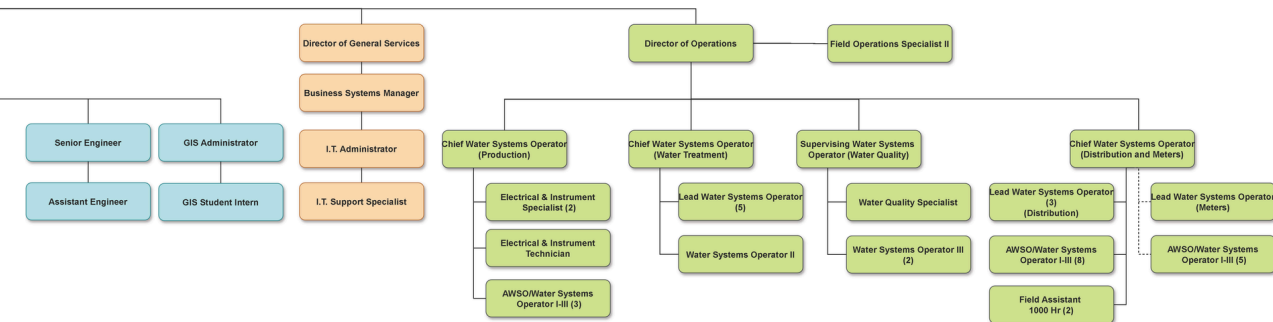 Director of General Services
Director of Operations
Field Operations Specialist II
Business Systems Manager
Senior Engineer
GIS Administrator
I.T. Administrator
Chief Water Systems Operator
(Production)
Chief Water Systems Operator
(Water Treatment)
Supervising Water Systems
Operator (Water Quality)
Chief Water Systems Operator
(Distribution and Meters)
Assistant Engineer
GIS Student Intern
I.T. Support Specialist
Electrical & Instrument
Specialist (2)
Lead Water Systems Operator
(5)
Water Quality Specialist
Lead Water Systems Operator
(3)
(Distribution)
Lead Water Systems Operator
(Meters)
Electrical & Instrument
Technician
Water Systems Operator II
Water Systems Operator III
(2)
AWSO/Water Systems
Operator I-III (8)
AWSO/Water Systems
Operator I-III (5)
AWSO/Water Systems
Operator I-III (3)
Field Assistant
1000 Hr (2)